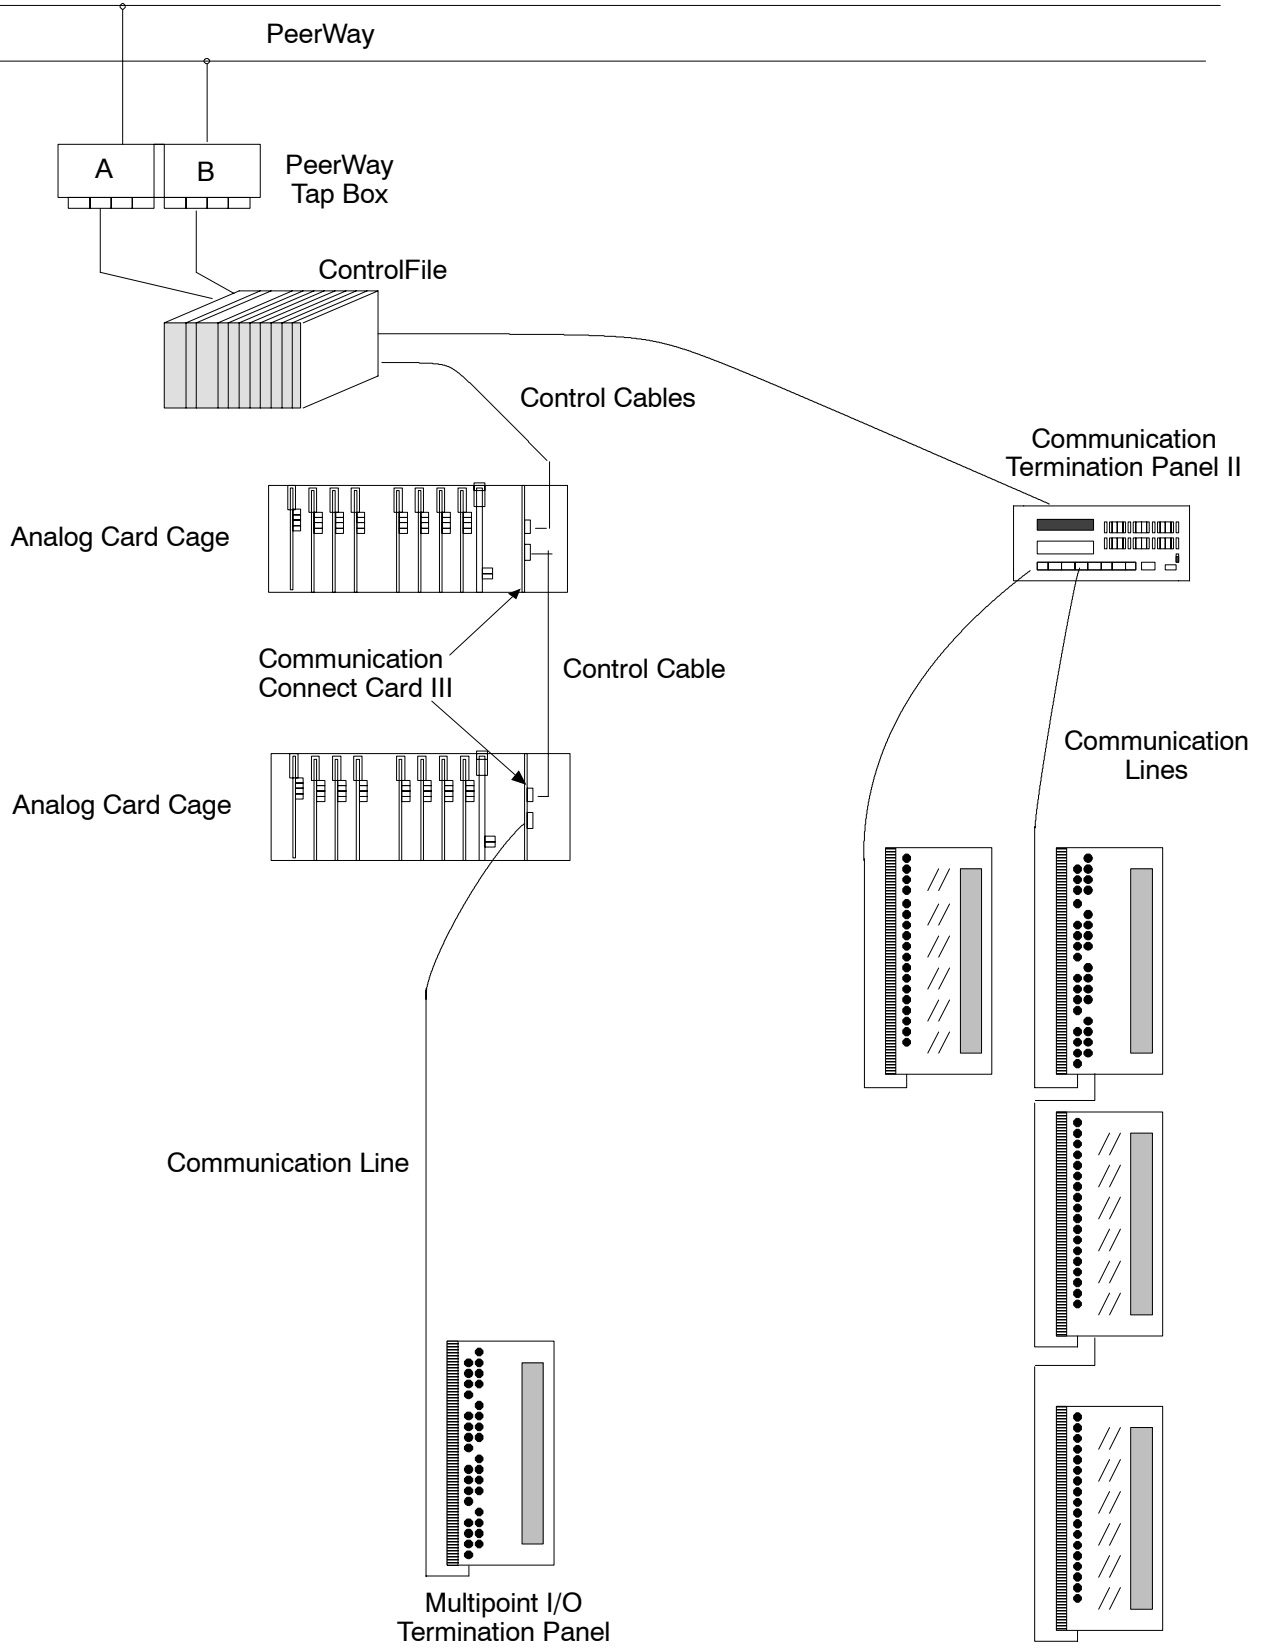 PeerWay
A
B
PeerWay
Tap Box
ControlFile
Control Cables
Communication
Termination Panel II
Analog Card Cage
Communication
Connect Card III
Control Cable
Communication
Lines
Analog Card Cage
Communication Line
Multipoint I/O
Termination Panel